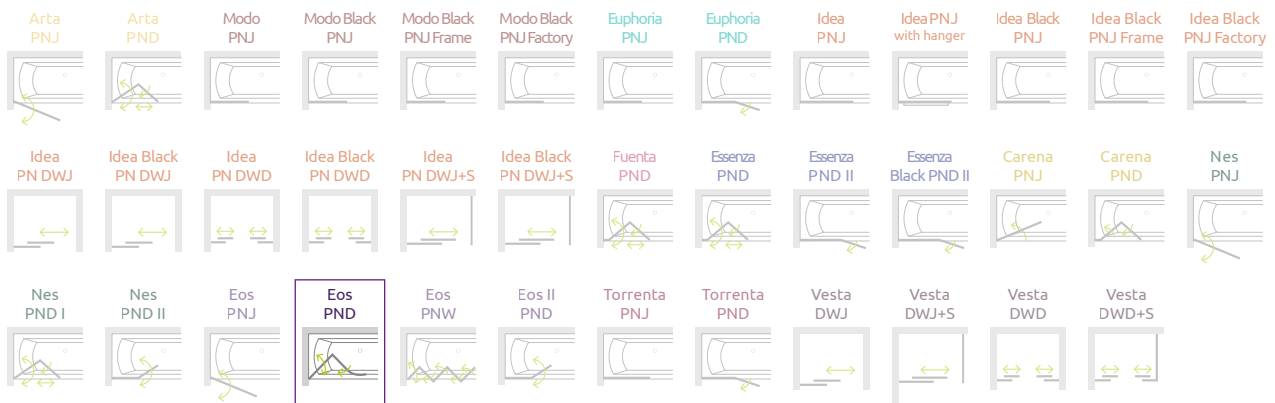 Arta
PNJ
Arta
PND
Modo
PNJ
Modo Black
PNJ
Modo Black
PNJ Frame
Modo Black
PNJ Factory
Euphoria
PNJ
Euphoria
PND
Idea
PNJ
Idea PNJ
with hanger
Idea Black
PNJ
Idea Black
PNJ Frame
Idea Black
PNJ Factory
Idea
PN DWJ
Idea Black
PN DWJ
Idea
PN DWD
Idea Black
PN DWD
Idea
PN DWJ+S
Idea Black
PN DWJ+S
Fuenta
PND
Essenza
PND
Essenza
PND II
Essenza
Black PND II
Carena
PNJ
Carena
PND
Nes
PNJ
Nes
PND I
Nes
PND II
Eos
PNJ
Eos
PND
Eos
PNW
Eos II
PND
Torrenta
PNJ
Torrenta
PND
Vesta
DWJ
Vesta
DWJ+S
Vesta
DWD
Vesta
DWD+S